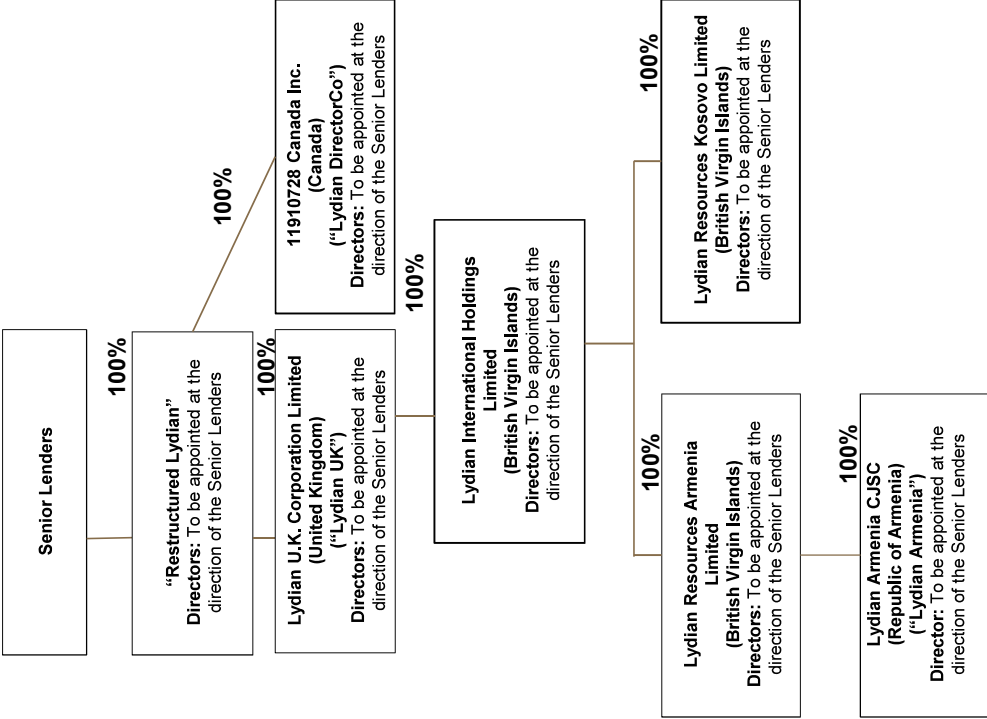 Senior Lenders
100%
“Restructured Lydian”
Directors: To be appointed at the
direction of the Senior Lenders
100%
100%
Lydian U.K. Corporation Limited
(United Kingdom)
(“Lydian UK”)
Directors: To be appointed at the
direction of the Senior Lenders
11910728 Canada Inc.
(Canada)
(“Lydian DirectorCo”)
Directors: To be appointed at the
direction of the Senior Lenders
100%
Lydian International Holdings
Limited
(British Virgin Islands)
Directors: To be appointed at the
direction of the Senior Lenders
100%
100%
Lydian Resources Armenia
Limited
(British Virgin Islands)
Directors: To be appointed at the
direction of the Senior Lenders
Lydian Resources Kosovo Limited
(British Virgin Islands)
Directors: To be appointed at the
direction of the Senior Lenders
100%
Lydian Armenia CJSC
(Republic of Armenia)
(“Lydian Armenia”)
Director: To be appointed at the
direction of the Senior Lenders